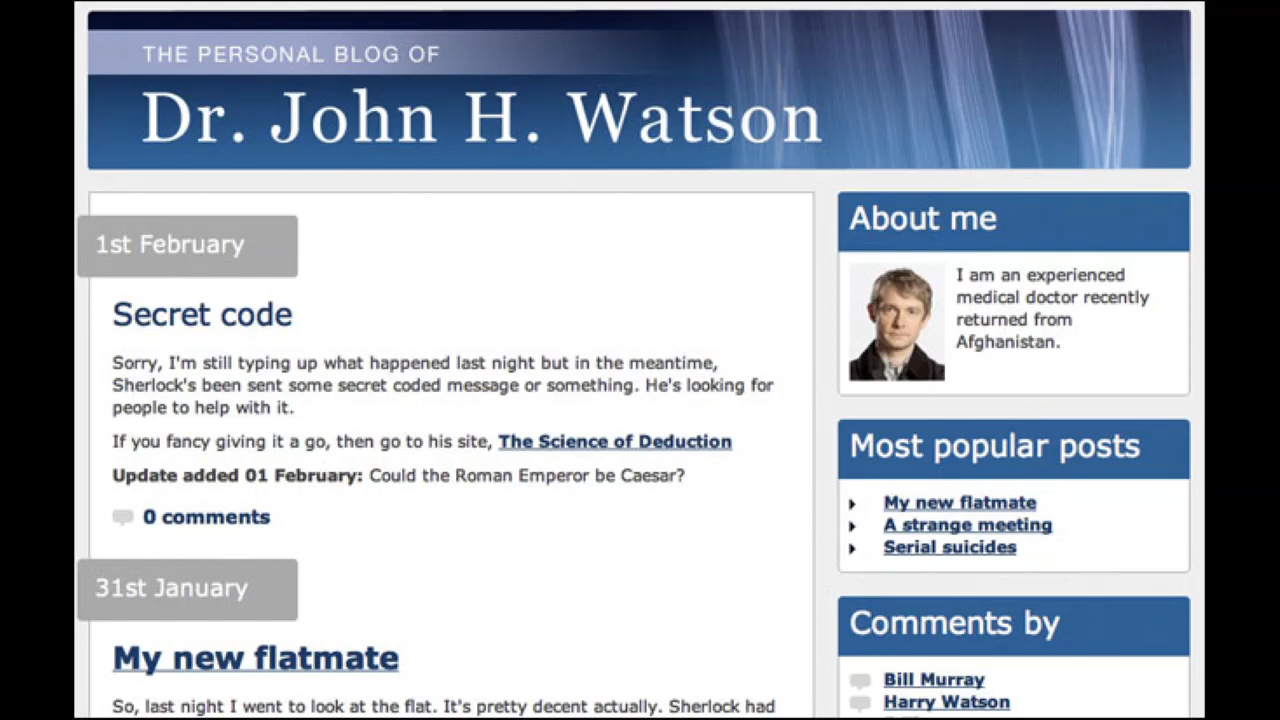 THE PERSONAL BLOG OF
Dr. John H. Watson
1st February
Secret code
Sorry, I'm still typing up what happened last night but in the meantime,
Sherlock's been sent some secret coded message or something. He's looking for
people to help with it.
If you fancy giving it a go, then go to his site, The Science of Deduction
Update added 01 February: Could the Roman Emperor be Caesar?
0 comments
31st January
My new flatmate
So, last night I went to look at the flat. It's pretty decent actually. Sherlock had
About me
I am an experienced
medical doctor recently
returned from
Afghanistan.
Most popular posts
My new flatmate
A strange meeting
Serial suicides
Comments by
Bill Murray
Harry Watson